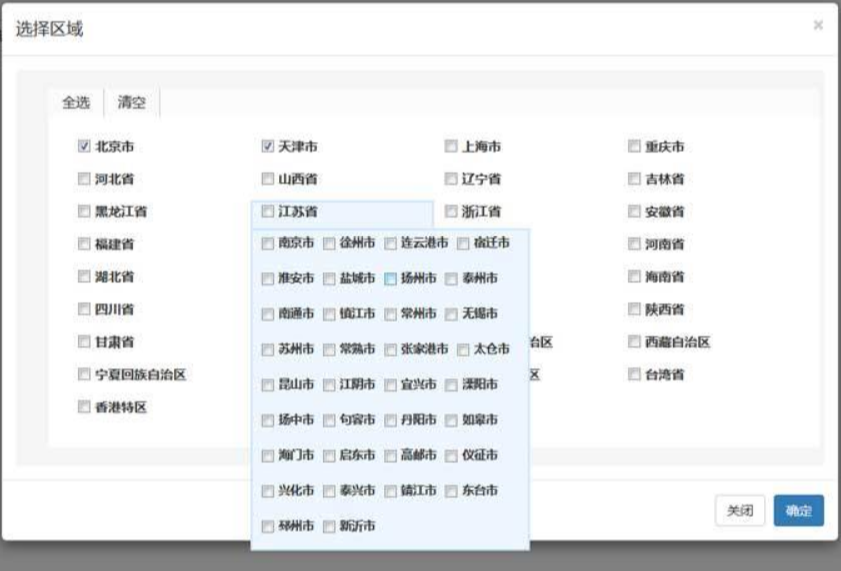 选择区域 ×
全选 清空
北京市 天津市 上海市 重庆市
河北省 山西省 辽宁省 吉林省
黑龙江省 江苏省 浙江省 安徽省
福建省 河南省
湖北省 海南省
四川省 陕西省
甘肃省 治区 西藏自治区
宁夏回族自治区 区 台湾省
香港特区
南京市 徐州市 连云港市 宿迁市
淮安市 盐城市 扬州市 泰州市
南通市 镇江市 常州市 无锡市
苏州市 常熟市 张家港市 太仓市
昆山市 江阴市 宜兴市 溧阳市
扬中市 句容市 丹阳市 如皋市
海门市 启东市 高邮市 仪征市
兴化市 泰兴市 镇江市 东台市
邳州市 新沂市
关闭 确定